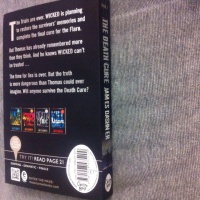 The Trials are over. WICKED is planning
to restore the survivors' memories and
complete the final cure for the Flare.
But Thomas has already remembered more
than they think. And he knows WICKED can't
be trusted ...
The time for lies is over. But the truth
is more dangerous than Thomas could ever
imagine. Will anyone survive the Death Cure?
TRY IT! READ PAGE 21
THE DEATH CURE JAMES DASHNER